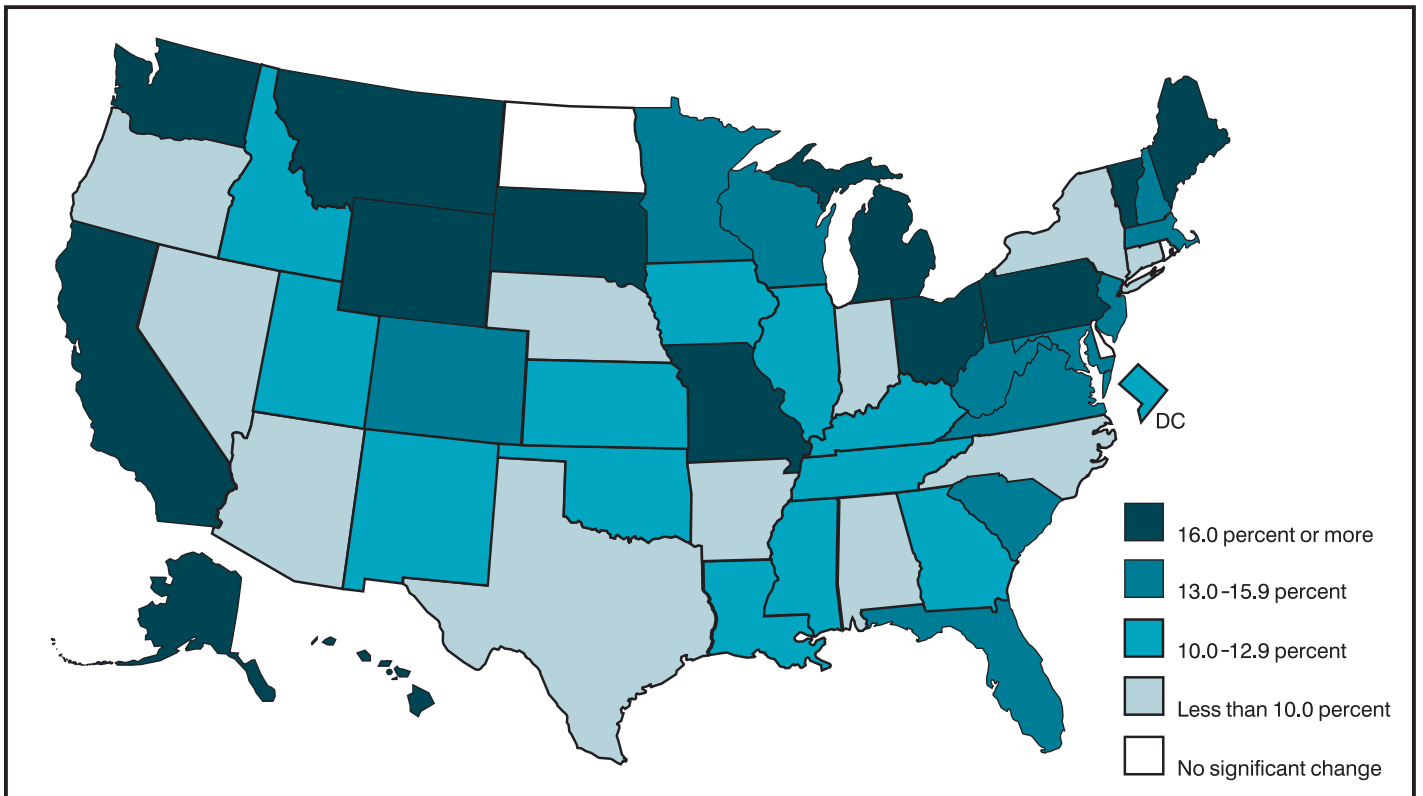 DC
16.0 percent or more
13.0-15.9 percent
10.0-12.9 percent
Less than 10.0 percent
No significant change